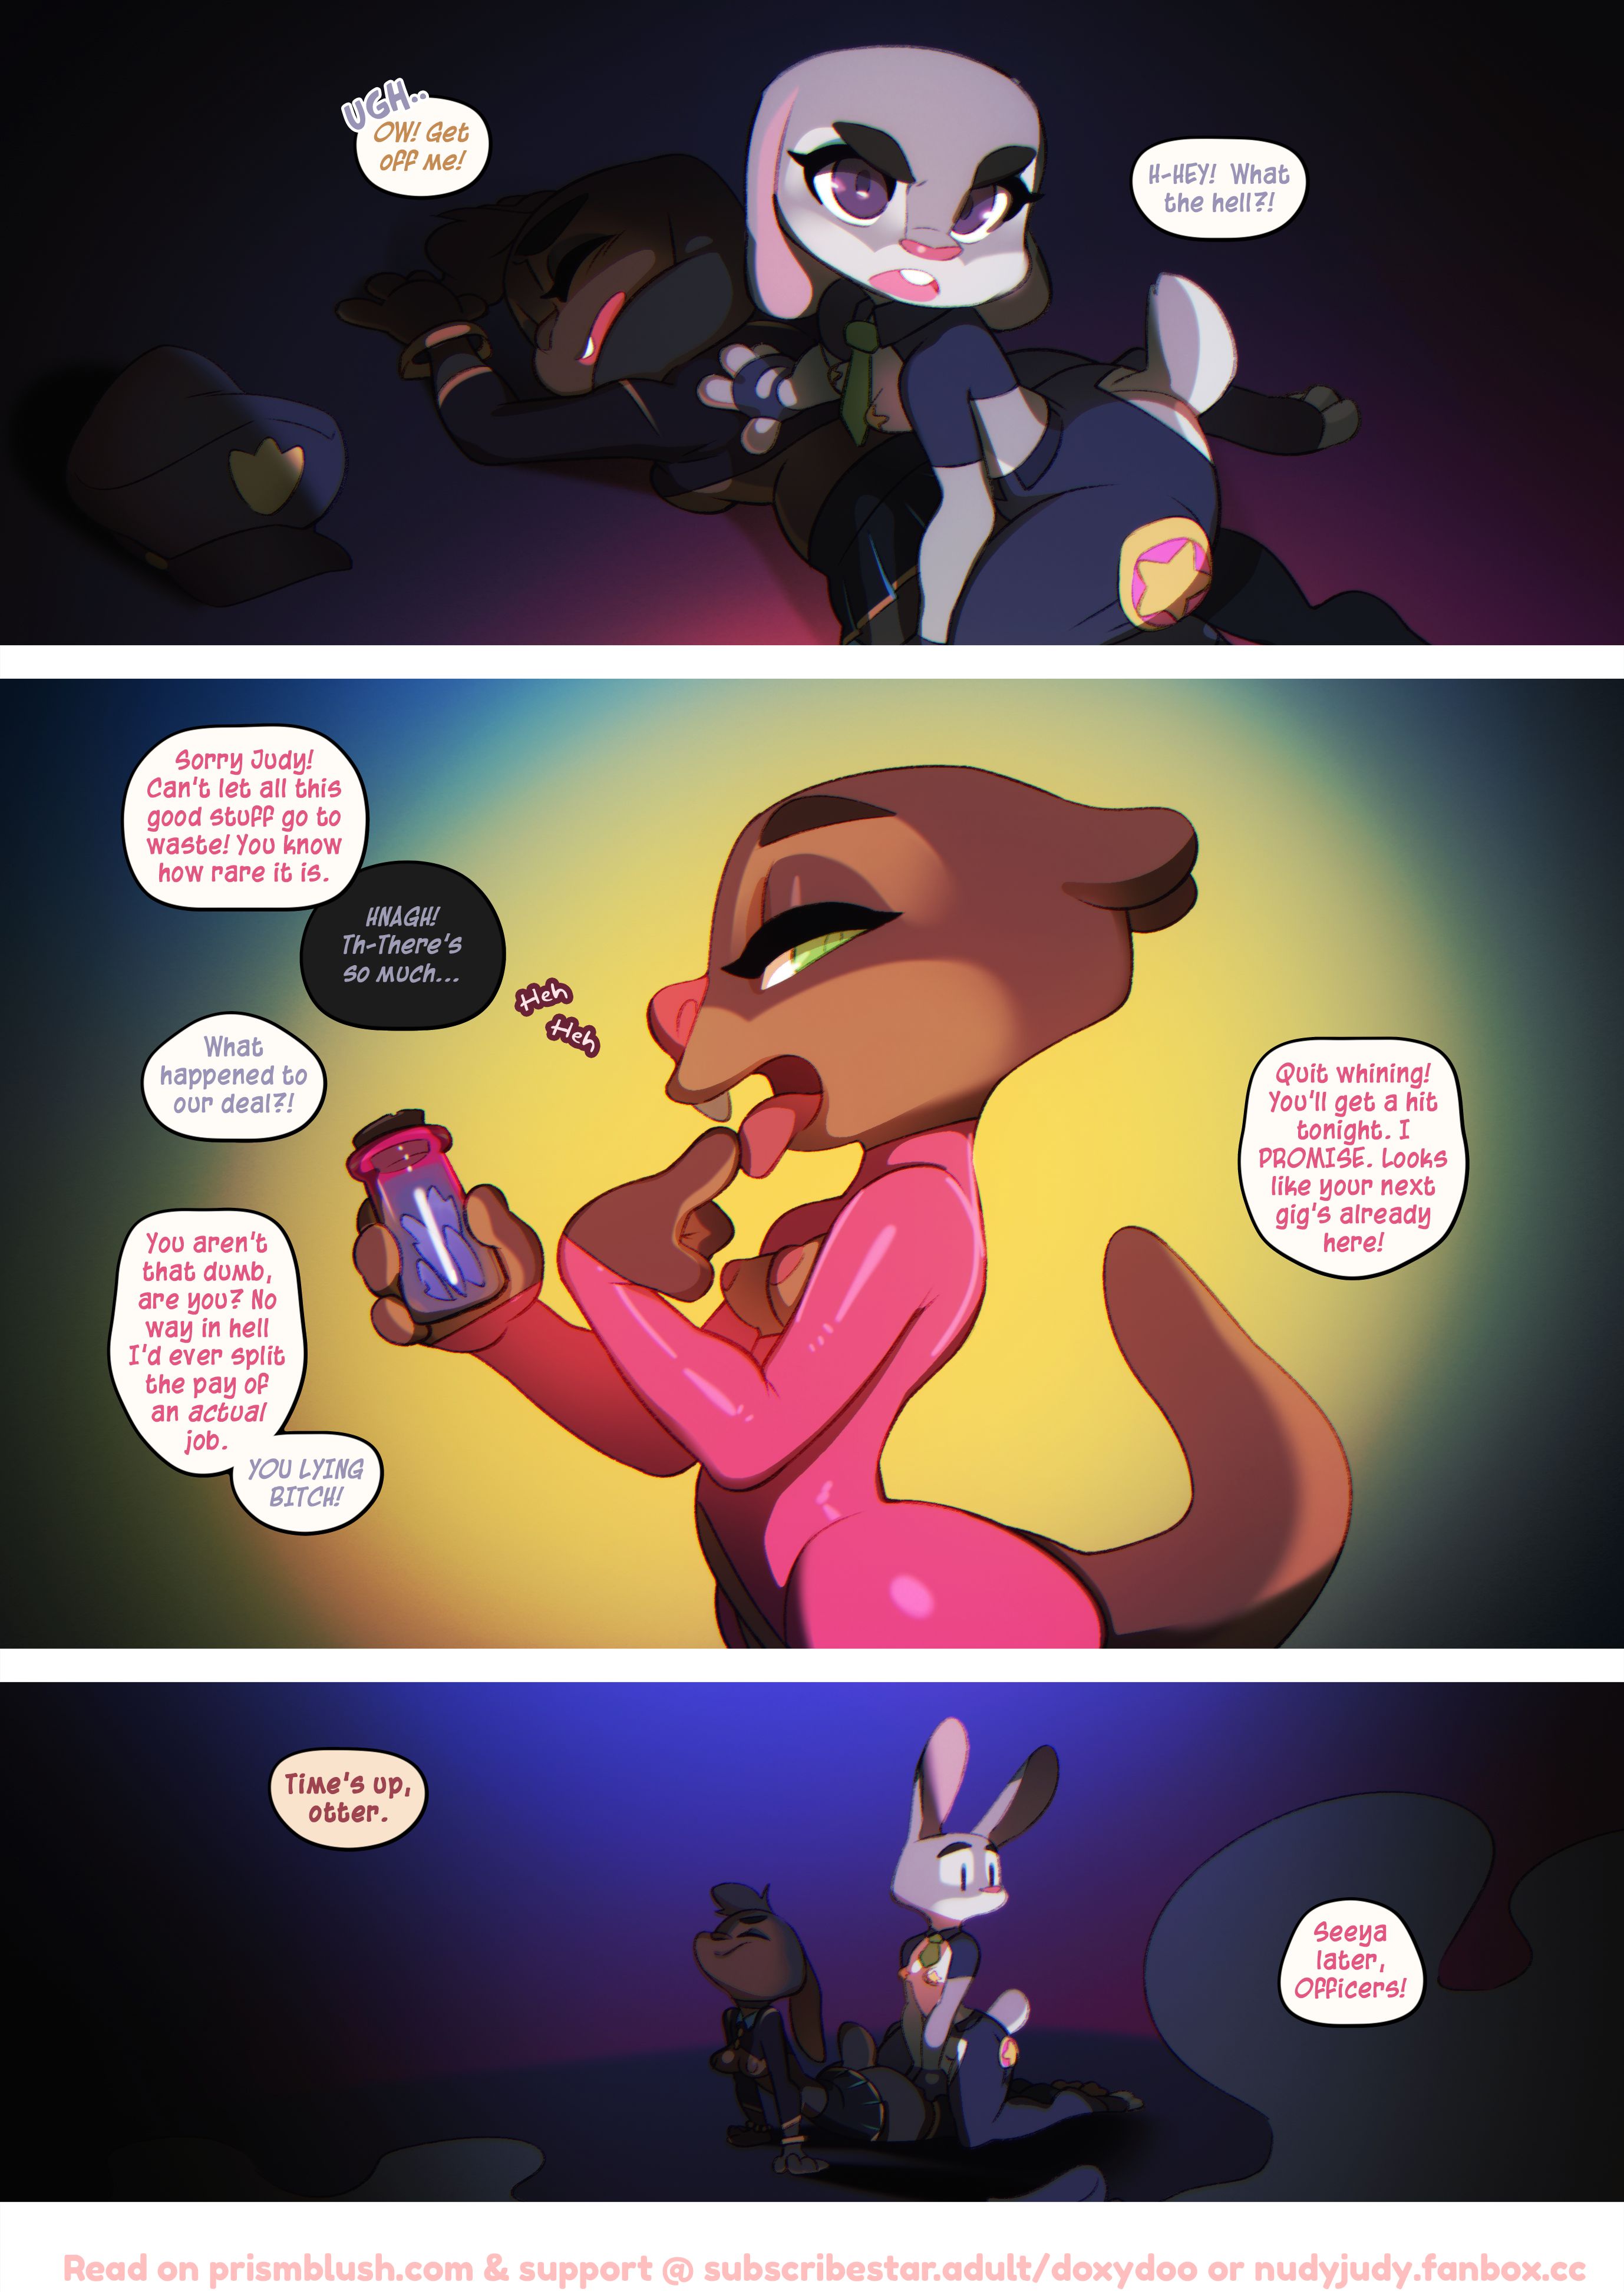 UGH..
OW! Get
off me!
H-HEY! What
the hell?!
Sorry Judy!
Can't let all this
good stuff go to
waste! You know
how rare it is.
HNAGH!
Th-There's
so much...
Heh
Heh
What
happened to
our deal?!
You aren't
that dumb,
are you? No
way in hell
I'd ever split
the pay of
an actual
job.
YOU LYING
BITCH!
Quit whining!
You'll get a hit
tonight. I
PROMISE. Looks
like your next
gig's already
here!
Time's up,
otter.
Seeya
later,
Officers!
Read on prismblush.com & support @ subscribestar.adult/doxydoo or nudyjudy.fanbox.cc